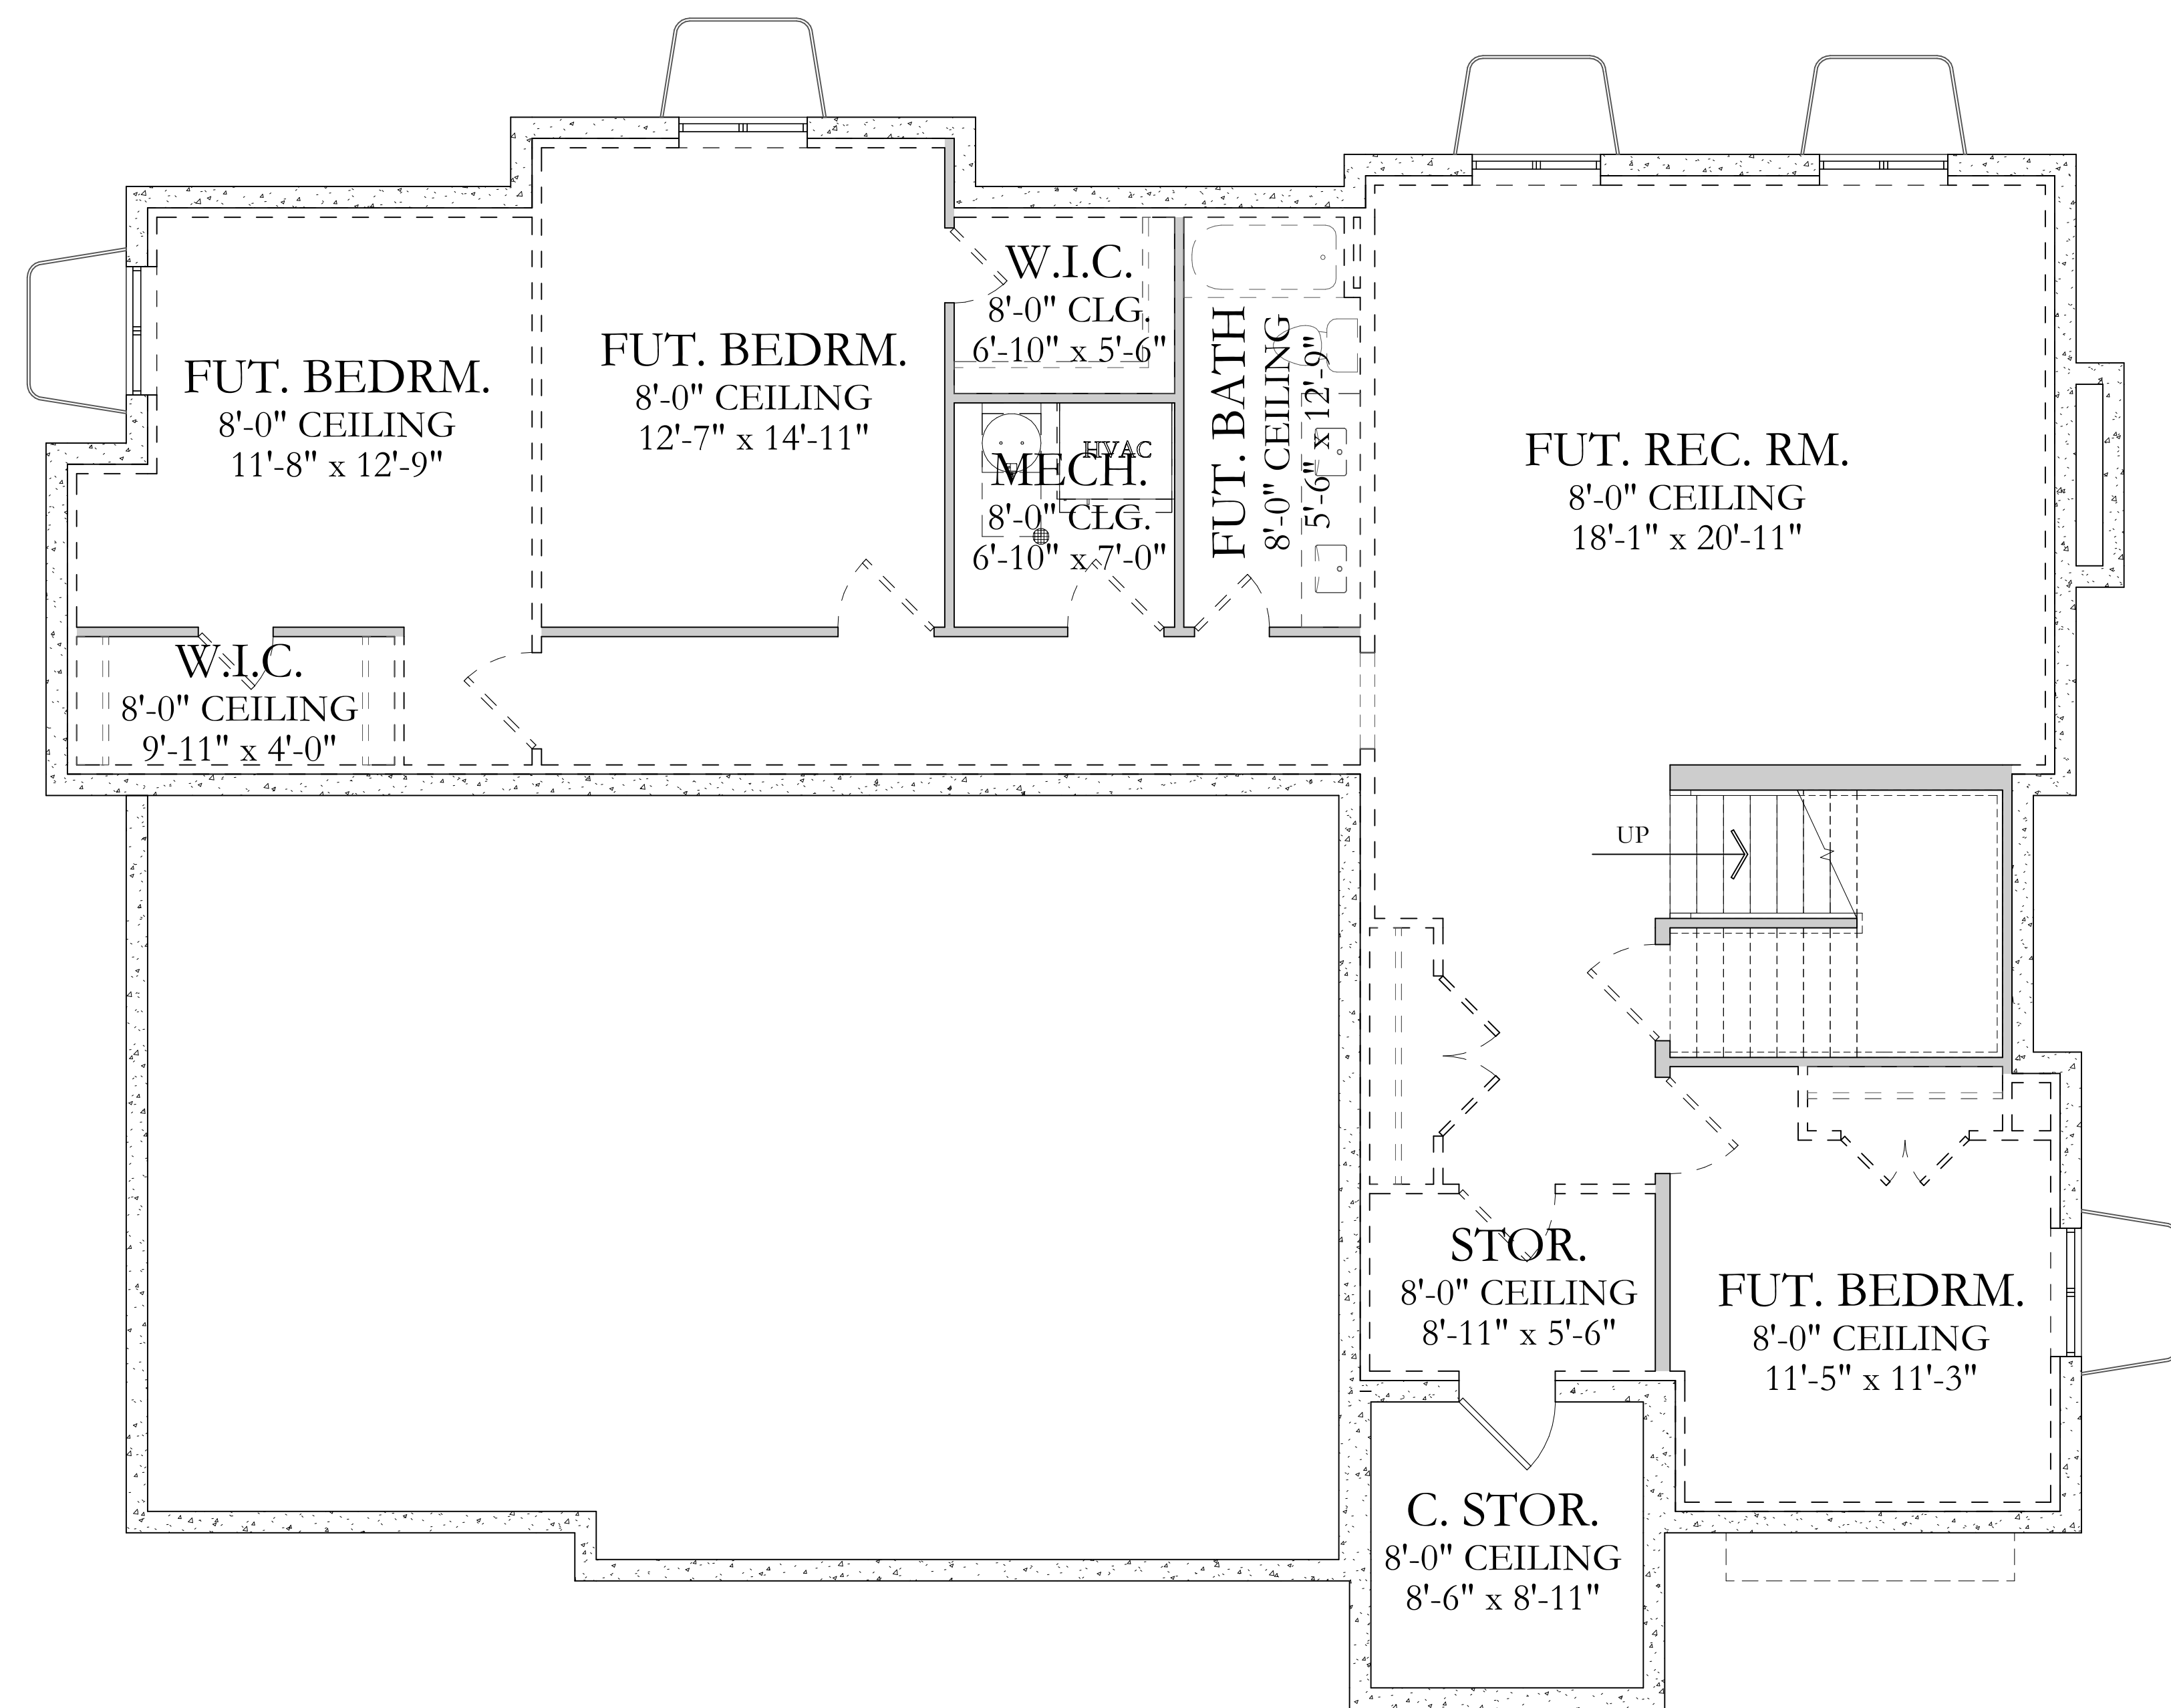 FUT. BEDRM.
8'-0" CEILING
11'-8" x 12'-9"
FUT. BEDRM.
8'-0" CEILING
12'-7" x 14'-11"
W.I.C.
8'-0" CLG.
6'-10" x 5'-6"
HVAC
MECH.
8'-0" CLG.
6'-10" x 7'-0"
FUT. BATH
8'-0" CEILING
5'-6" x 12'-9"
FUT. REC. RM.
8'-0" CEILING
18'-1" x 20'-11"
W.I.C.
8'-0" CEILING
9'-11" x 4'-0"
UP
STOR.
8'-0" CEILING
8'-11" x 5'-6"
FUT. BEDRM.
8'-0" CEILING
11'-5" x 11'-3"
C. STOR.
8'-0" CEILING
8'-6" x 8'-11"